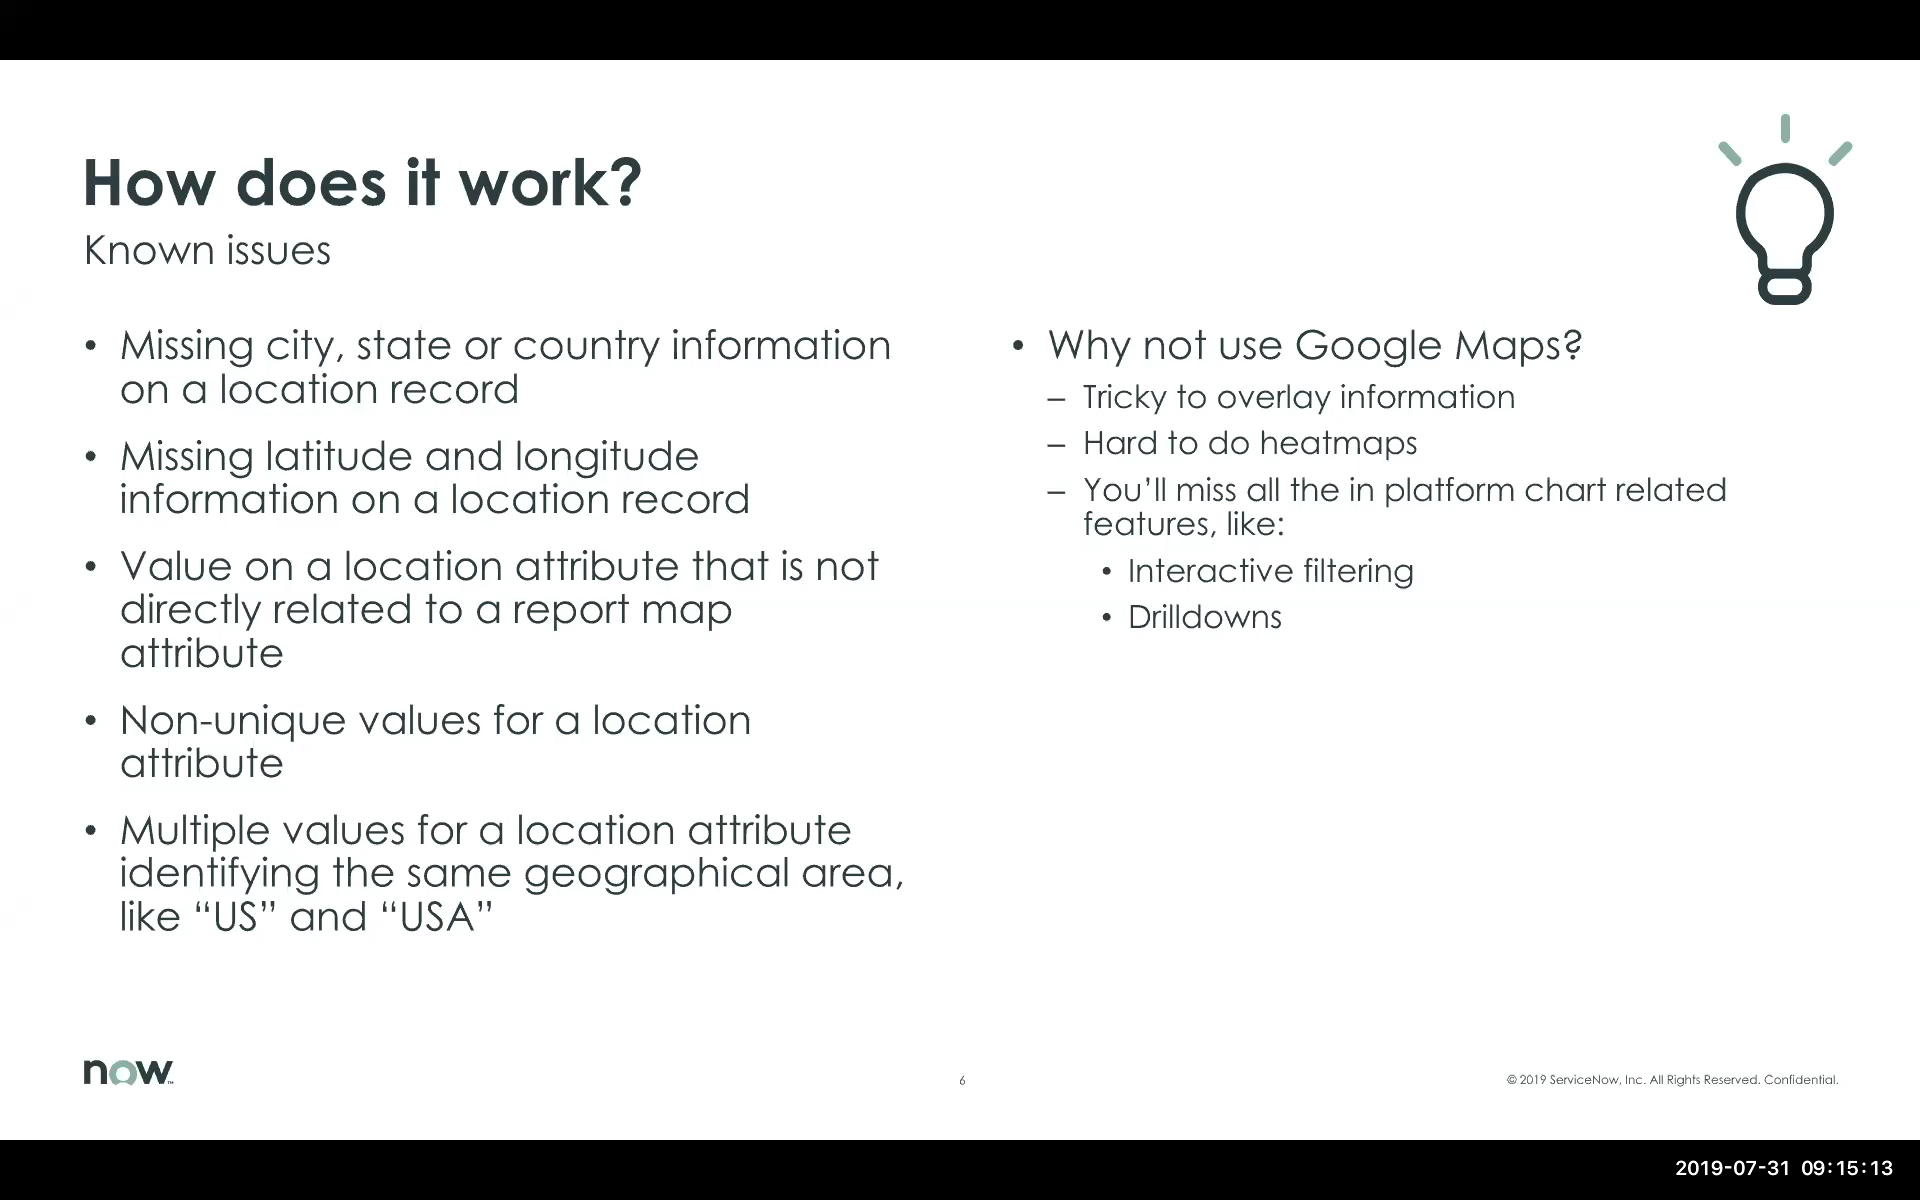 How does it work?
Known issues
• Missing city, state or country information
on a location record
• Missing latitude and longitude
information on a location record
• Value on a location attribute that is not
directly related to a report map
attribute
• Non-unique values for a location
attribute
• Multiple values for a location attribute
identifying the same geographical area,
like “US” and “USA”
• Why not use Google Maps?
– Tricky to overlay information
– Hard to do heatmaps
– You’ll miss all the in platform chart related
features, like:
• Interactive filtering
• Drilldowns
now™
6
© 2019 ServiceNow, Inc. All Rights Reserved. Confidential.
2019-07-31 09:15:13